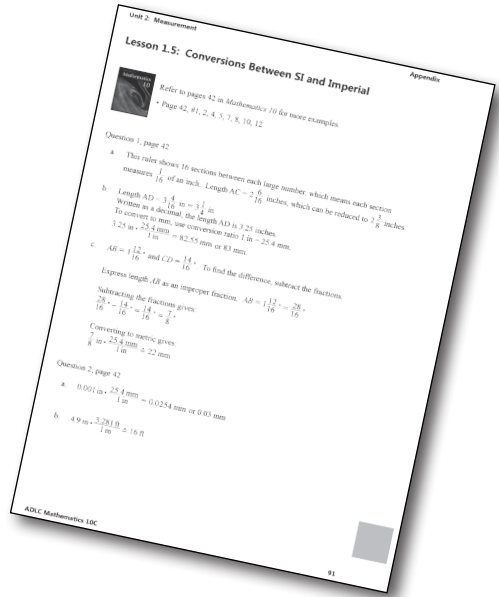 Unit 2: Measurement
Appendix
Lesson 1.5: Conversions Between SI and Imperial
Mathematics
10
Refer to pages 42 in Mathematics 10 for more examples.
• Page 42, #1, 2, 4, 5, 7, 8, 10, 12
Question 1, page 42
a. This ruler shows 16 sections between each large number, which means each section
measures 1/16 of an inch. Length AC = 2 6/16 inches, which can be reduced to 2 3/8 inches.
b. Length AD = 3 4/16 in = 3 1/4 in
Written as a decimal, the length AD is 3.25 inches.
To convert to mm, use conversion ratio 1 in = 25.4 mm.
3.25 in • 25.4 mm/1 in = 82.55 mm or 83 mm.
c. AB = 1 12/16" and CD = 14/16". To find the difference, subtract the fractions.
Express length AB as an improper fraction. AB = 1 12/16" = 28/16"
Subtracting the fractions gives:
28/16" - 14/16" = 14/16" = 7/8"
Converting to metric gives:
7/8 in • 25.4 mm/1 in ≐ 22 mm
Question 2, page 42
a. 0.001 in • 25.4 mm/1 in = 0.0254 mm or 0.03 mm
b. 4.9 m • 3.281 ft/1 m ≐ 16 ft
ADLC Mathematics 10C
91